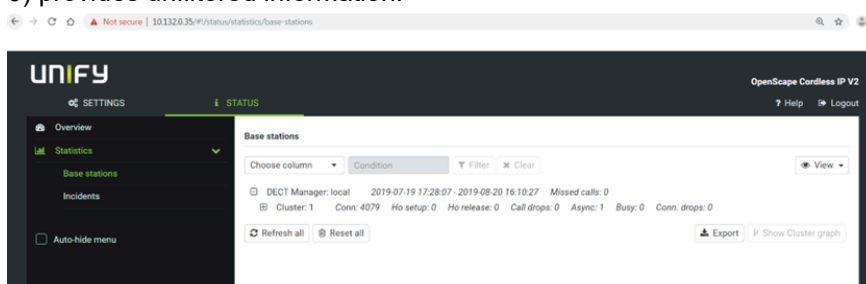 b) provides unfiltered information.
Not secure | 10.132.0.35/#!/status/statistics/base-stations
UNIFY
OpenScape Cordless IP V2
SETTINGS
STATUS
? Help
Logout
Overview
Statistics
Base stations
Incidents
Auto-hide menu
Base stations
Choose column
Condition
Filter
Clear
View
DECT Manager: local 2019-07-19 17:28:07 - 2019-08-20 16:10:27 Missed calls: 0
Cluster: 1 Conn: 4079 Ho setup: 0 Ho release: 0 Call drops: 0 Async: 1 Busy: 0 Conn. drops: 0
Refresh all
Reset all
Export
Show Cluster graph